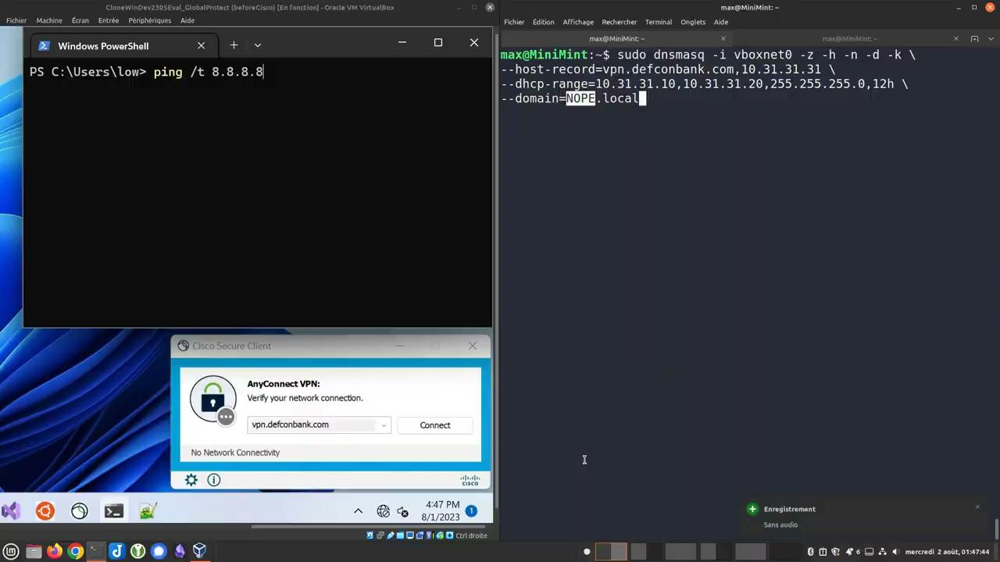 CloneWinDev2305Eval_GlobalProtect (beforeCisco) [En fonction] - Oracle VM VirtualBox
Fichier Machine Écran Entrée Périphériques Aide
Windows PowerShell
PS C:\Users\low> ping /t 8.8.8.8
Cisco Secure Client
AnyConnect VPN:
Verify your network connection.
vpn.defconbank.com
Connect
No Network Connectivity
cisco
4:47 PM
8/1/2023
1
Ctrl droite
max@MiniMint: ~
Fichier Édition Affichage Rechercher Terminal Onglets Aide
max@MiniMint: ~
max@MiniMint: ~
max@MiniMint:~$ sudo dnsmasq -i vboxnet0 -z -h -n -d -k \
--host-record=vpn.defconbank.com,10.31.31.31 \
--dhcp-range=10.31.31.10,10.31.31.20,255.255.255.0,12h \
--domain=NOPE.local
Enregistrement
Sans audio
6
mercredi 2 août, 01:47:44